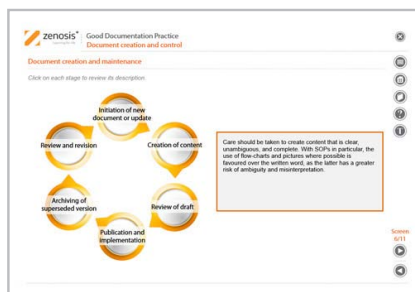 zenosis
Good Documentation Practice
Document creation and control
Document creation and maintenance
Click on each stage to review its description
Initiation of new
document or update
Review and revision
Creation of content
Archiving of
superseded version
Review of draft
Publication and
implementation
Care should be taken to create content that is clear,
unambiguous, and complete. With SOPs in particular, the
use of flow-charts and pictures where possible is
favoured over the written word, as the latter has a greater
risk of ambiguity and misinterpretation.
Screen
6/11